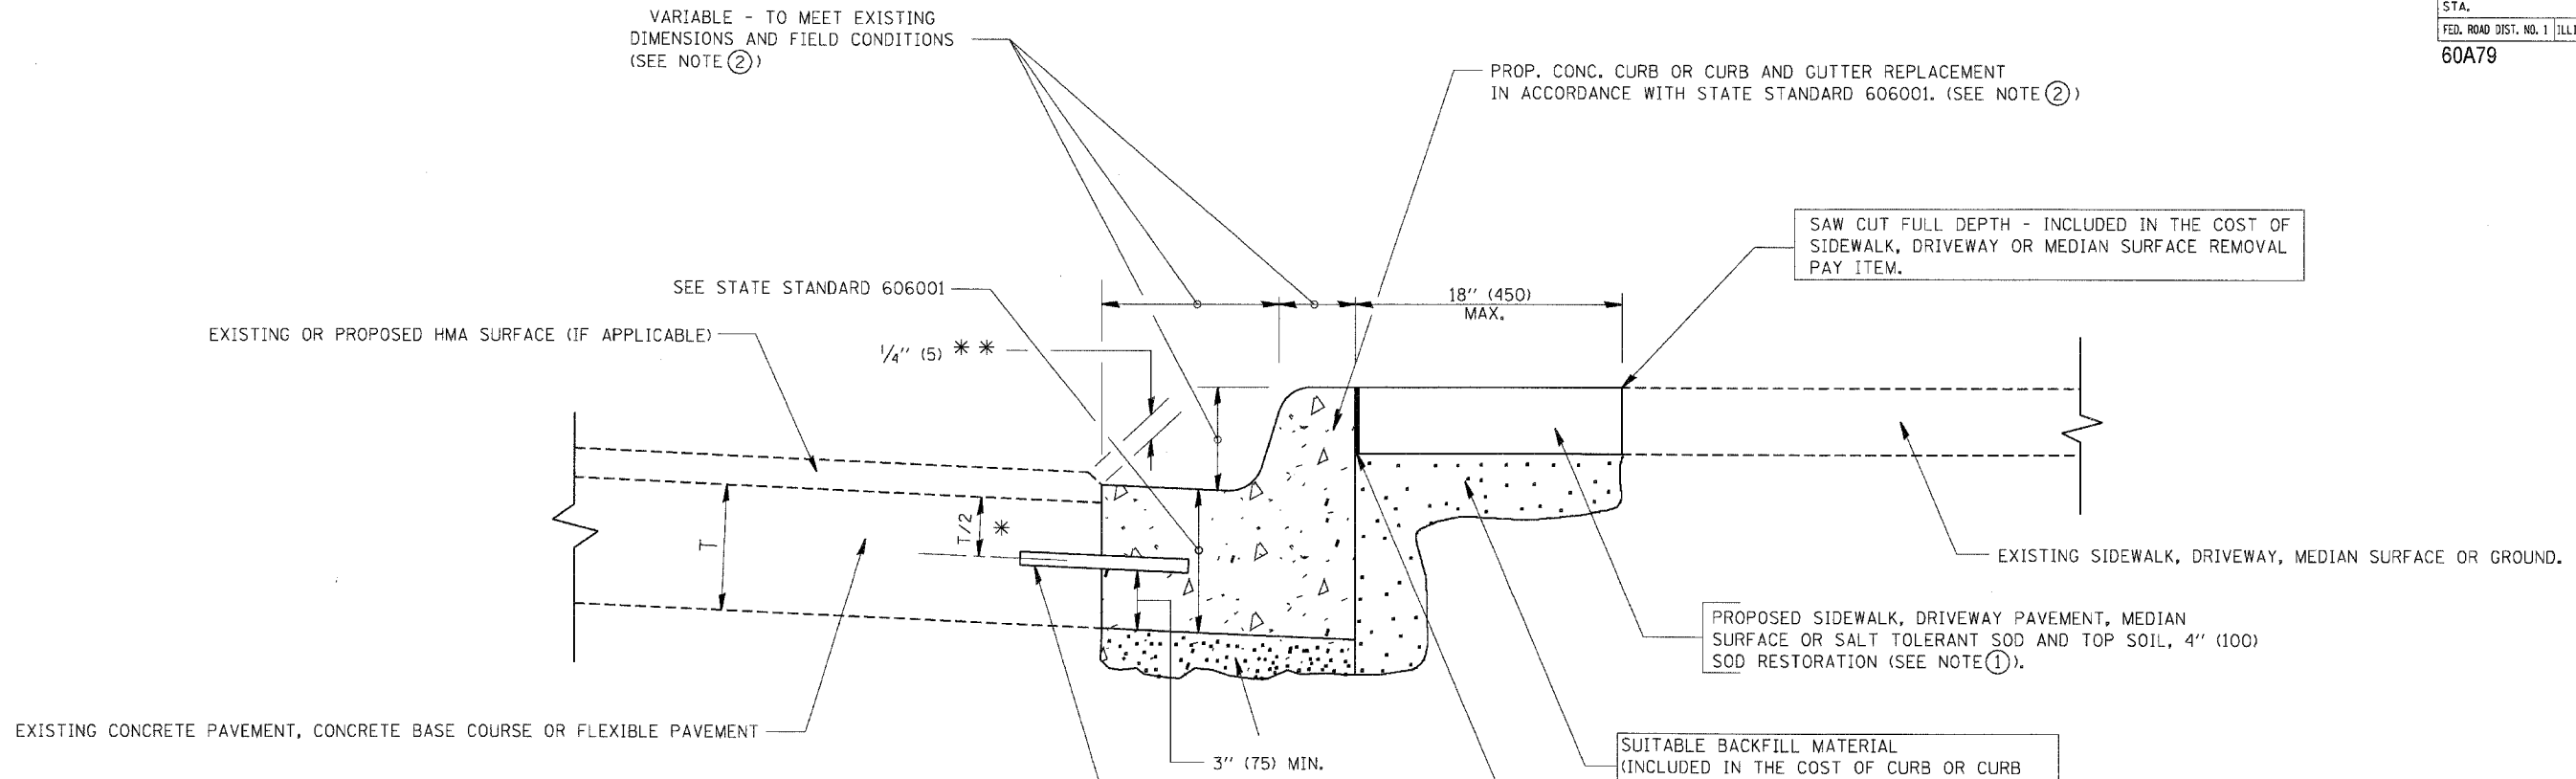 VARIABLE - TO MEET EXISTING
DIMENSIONS AND FIELD CONDITIONS
(SEE NOTE ②)
STA.
FED. ROAD DIST. NO. 1
60A79
PROP. CONC. CURB OR CURB AND GUTTER REPLACEMENT
IN ACCORDANCE WITH STATE STANDARD 606001. (SEE NOTE ②)
SAW CUT FULL DEPTH - INCLUDED IN THE COST OF
SIDEWALK, DRIVEWAY OR MEDIAN SURFACE REMOVAL
PAY ITEM.
SEE STATE STANDARD 606001
18" (450)
MAX.
EXISTING OR PROPOSED HMA SURFACE (IF APPLICABLE)
1/4" (5) * *
T
T/2
*
EXISTING SIDEWALK, DRIVEWAY, MEDIAN SURFACE OR GROUND.
PROPOSED SIDEWALK, DRIVEWAY PAVEMENT, MEDIAN
SURFACE OR SALT TOLERANT SOD AND TOP SOIL, 4" (100)
SOD RESTORATION (SEE NOTE ①).
EXISTING CONCRETE PAVEMENT, CONCRETE BASE COURSE OR FLEXIBLE PAVEMENT
3" (75) MIN.
SUITABLE BACKFILL MATERIAL
(INCLUDED IN THE COST OF CURB OR CURB